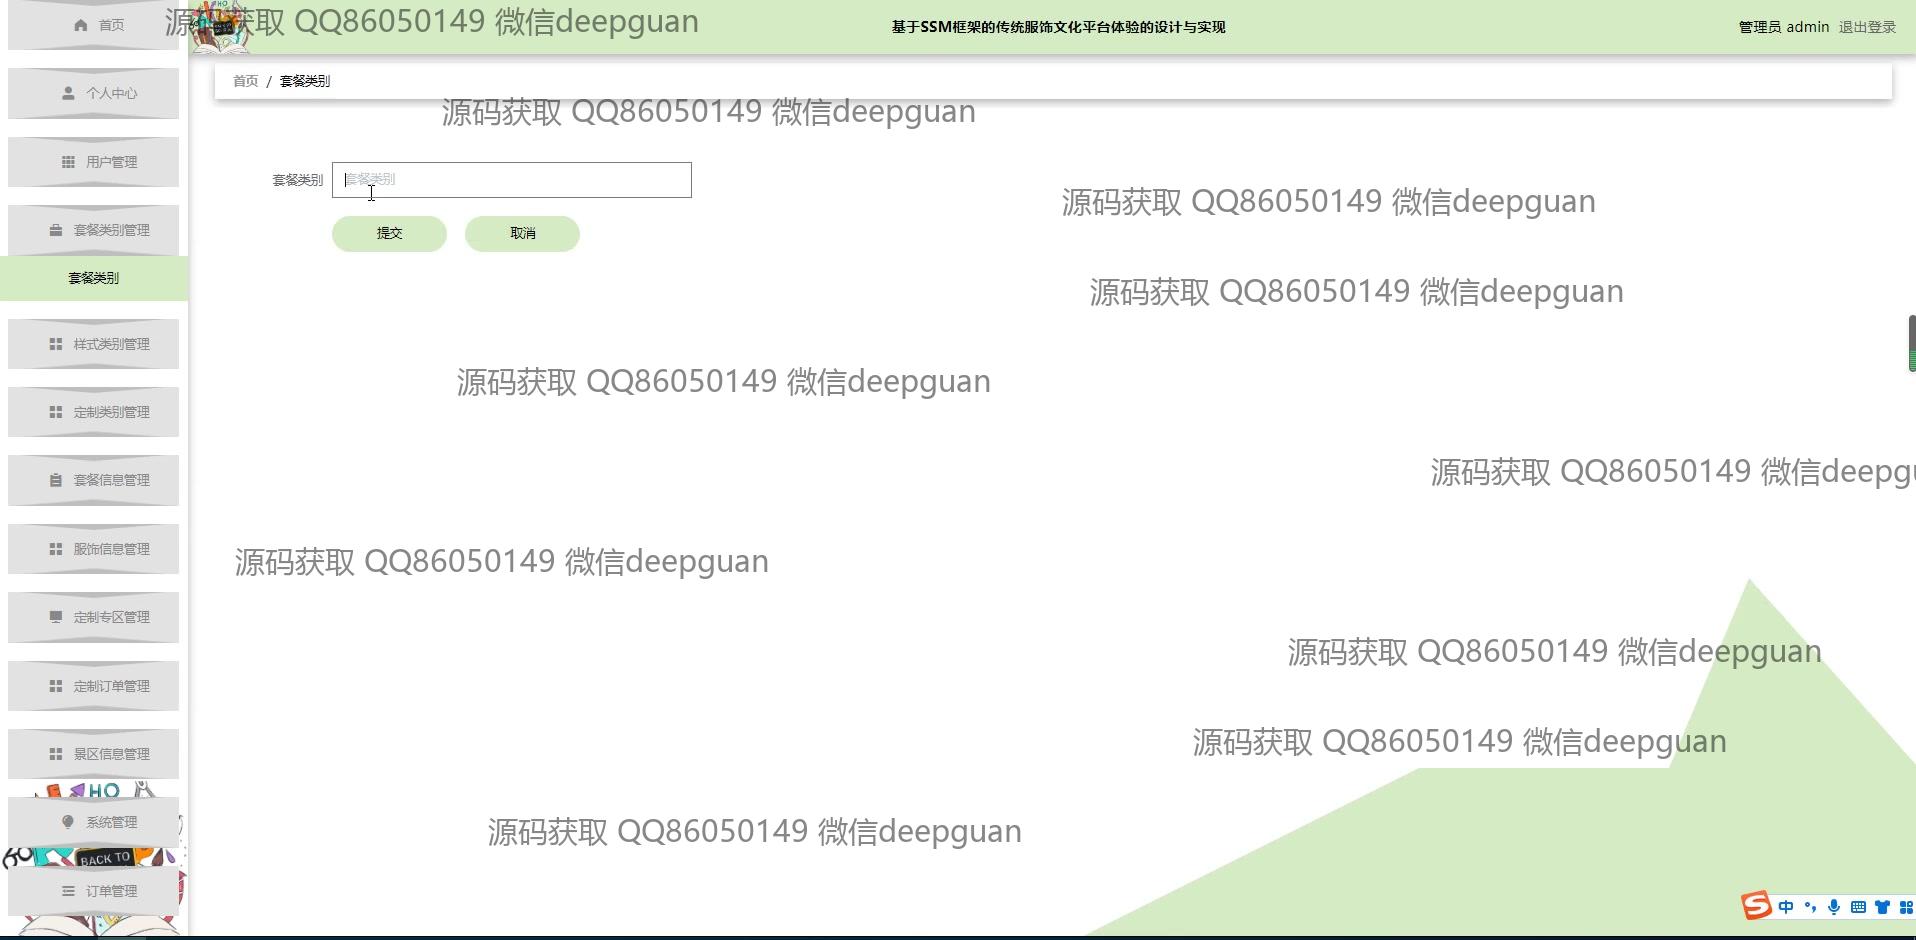 首页
源码获取 QQ86050149 微信deepguan
基于SSM框架的传统服饰文化平台体验的设计与实现
管理员 admin 退出登录
首页 / 套餐类别
个人中心
源码获取 QQ86050149 微信deepguan
用户管理
套餐类别 套餐类别
源码获取 QQ86050149 微信deepguan
套餐类别管理
提交 取消
套餐类别
源码获取 QQ86050149 微信deepguan
样式类别管理
源码获取 QQ86050149 微信deepguan
定制类别管理
套餐信息管理
源码获取 QQ86050149 微信deepgu
服饰信息管理
源码获取 QQ86050149 微信deepguan
定制专区管理
源码获取 QQ86050149 微信deepguan
定制订单管理
景区信息管理
源码获取 QQ86050149 微信deepguan
HO
系统管理
源码获取 QQ86050149 微信deepguan
BACK TO
订单管理
中